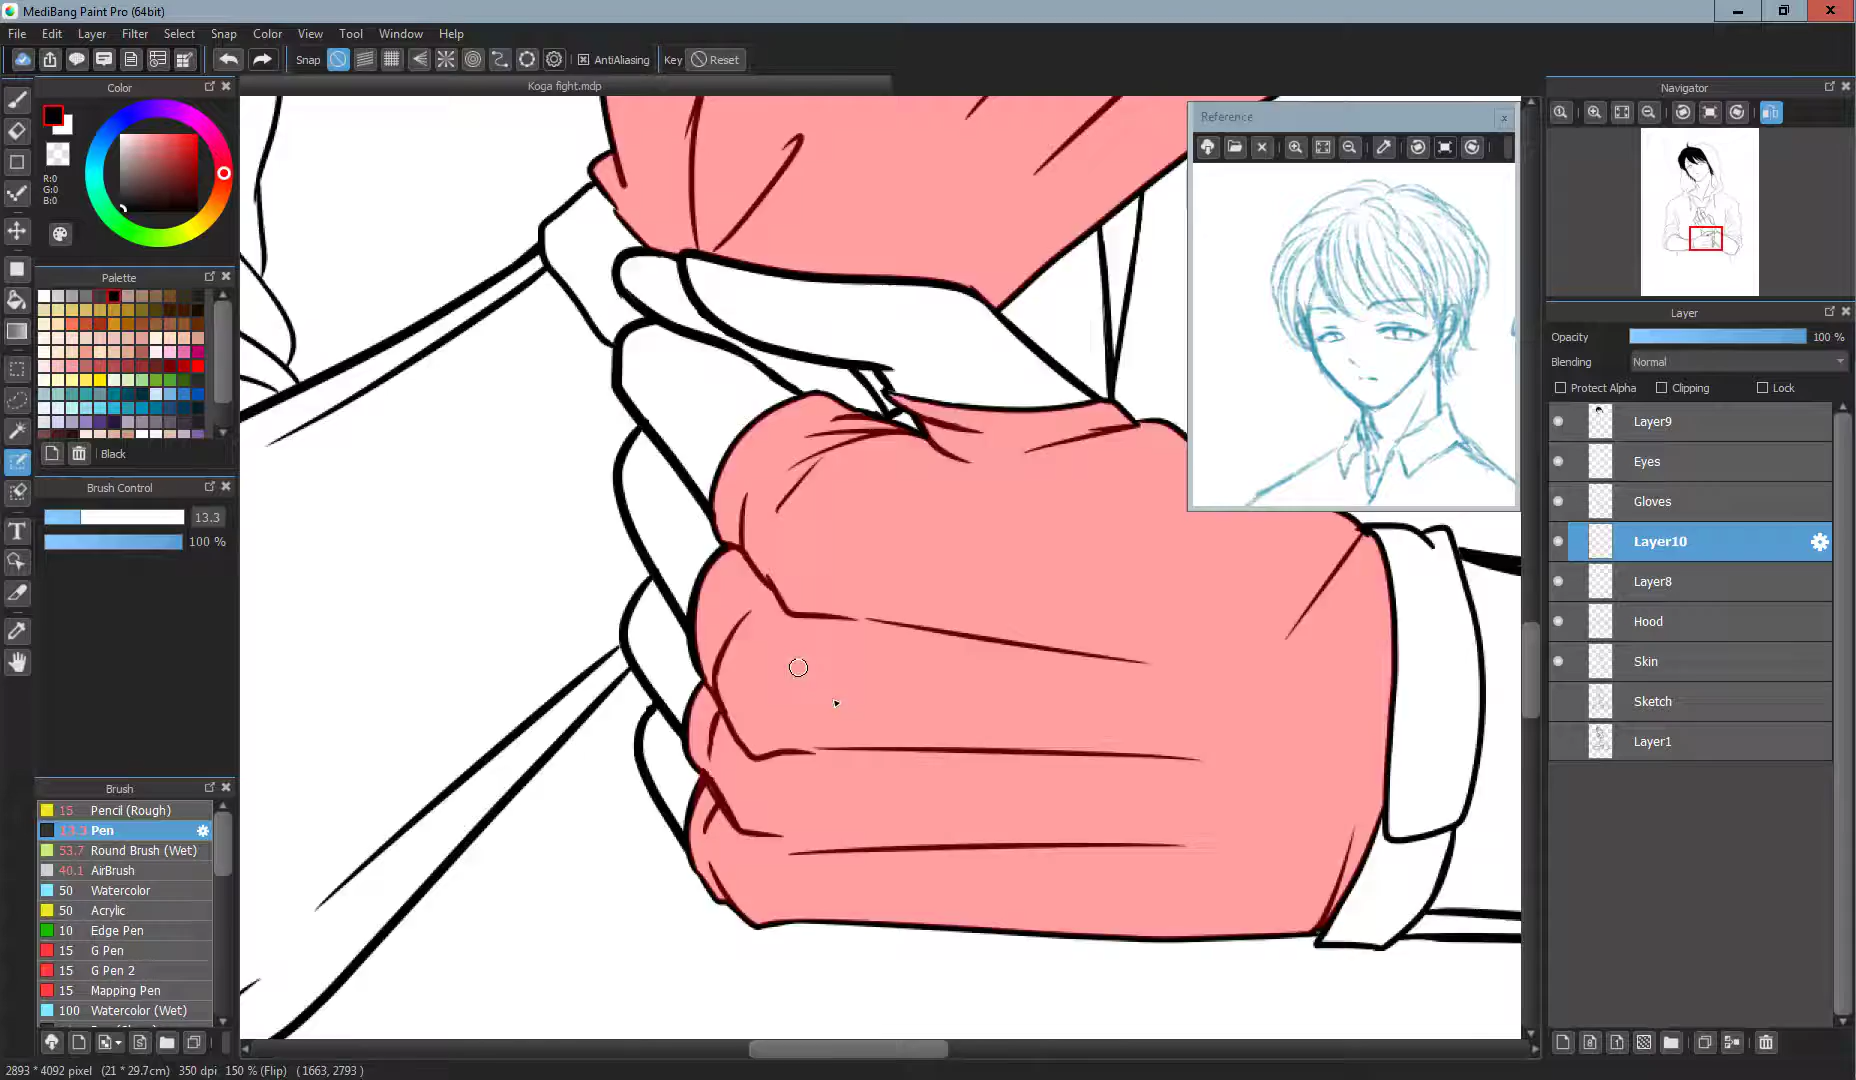 MediBang Paint Pro (64bit)
File Edit Layer Filter Select Snap Color View Tool Window Help
Snap AntiAliasing Key Reset
Color
Koga fight.mdp
Navigator
R:0
G:0
B:0
Reference
Palette
Black
Layer
Opacity 100 %
Blending Normal
Protect Alpha Clipping Lock
Layer9
Eyes
Gloves
Layer10
Layer8
Hood
Skin
Sketch
Layer1
Brush Control
13.3
100 %
T
Brush
15 Pencil (Rough)
13.3 Pen
53.7 Round Brush (Wet)
40.1 AirBrush
50 Watercolor
50 Acrylic
10 Edge Pen
15 G Pen
15 G Pen 2
15 Mapping Pen
100 Watercolor (Wet)
2893 * 4092 pixel (21 * 29.7cm) 350 dpi 150 % (Flip) ( 1663, 2793 )